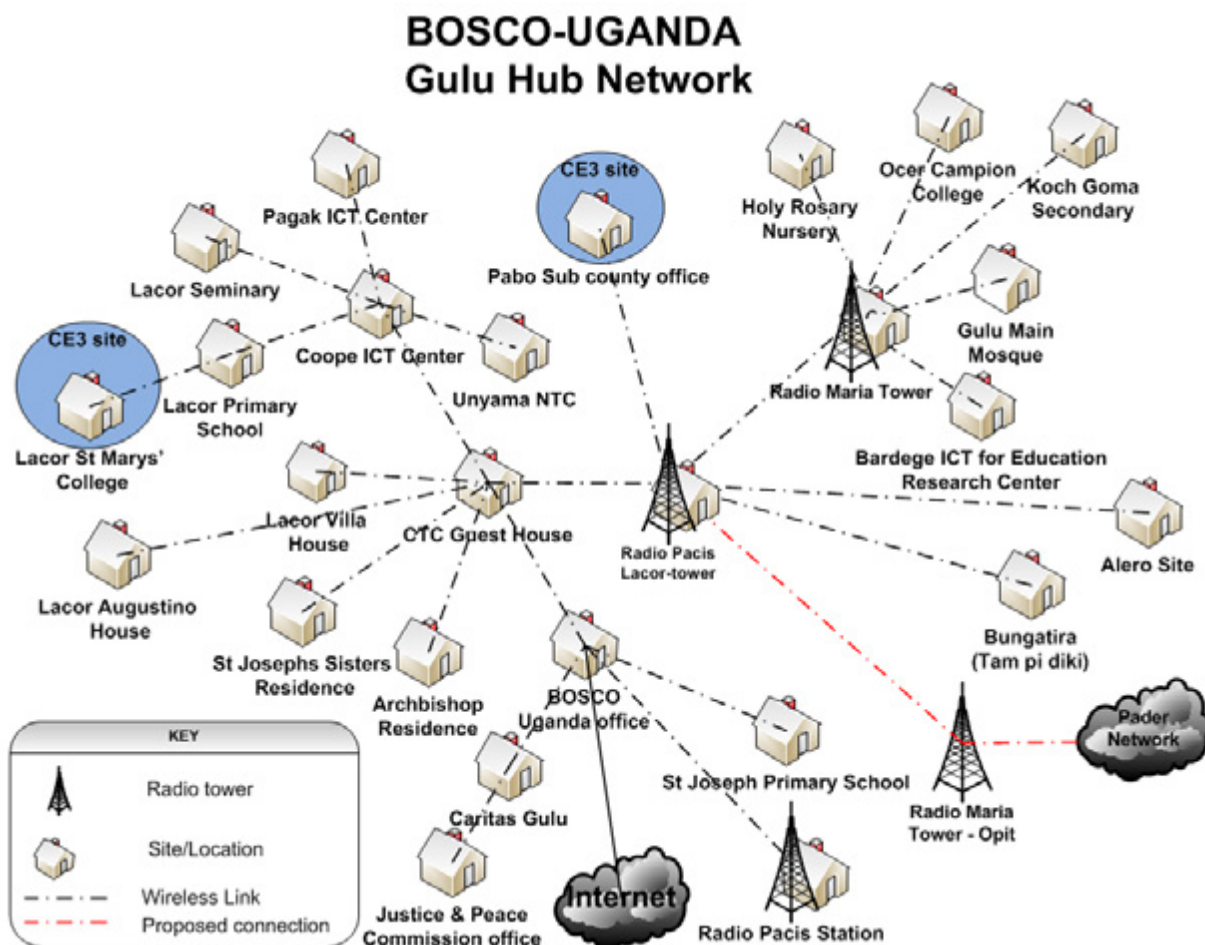 BOSCO-UGANDA
Gulu Hub Network
Pagak ICT Center
CE3 site
Pabo Sub county office
Holy Rosary
Nursery
Ocer Campion
College
Koch Goma
Secondary
Lacor Seminary
Coope ICT Center
Unyama NTC
Gulu Main
Mosque
Radio Maria Tower
CE3 site
Lacor St Marys'
College
Lacor Primary
School
Bardege ICT for Education
Research Center
Lacor Villa
House
CTC Guest House
Radio Pacis
Lacor-tower
Alero Site
Lacor Augustino
House
St Josephs Sisters
Residence
Archbishop
Residence
BOSCO
Uganda office
Bungatira
(Tam pi diki)
St Joseph Primary School
Pader
Network
Radio Maria
Tower - Opit
Caritas Gulu
Justice & Peace
Commission office
Internet
Radio Pacis Station
KEY
Radio tower
Site/Location
Wireless Link
Proposed connection